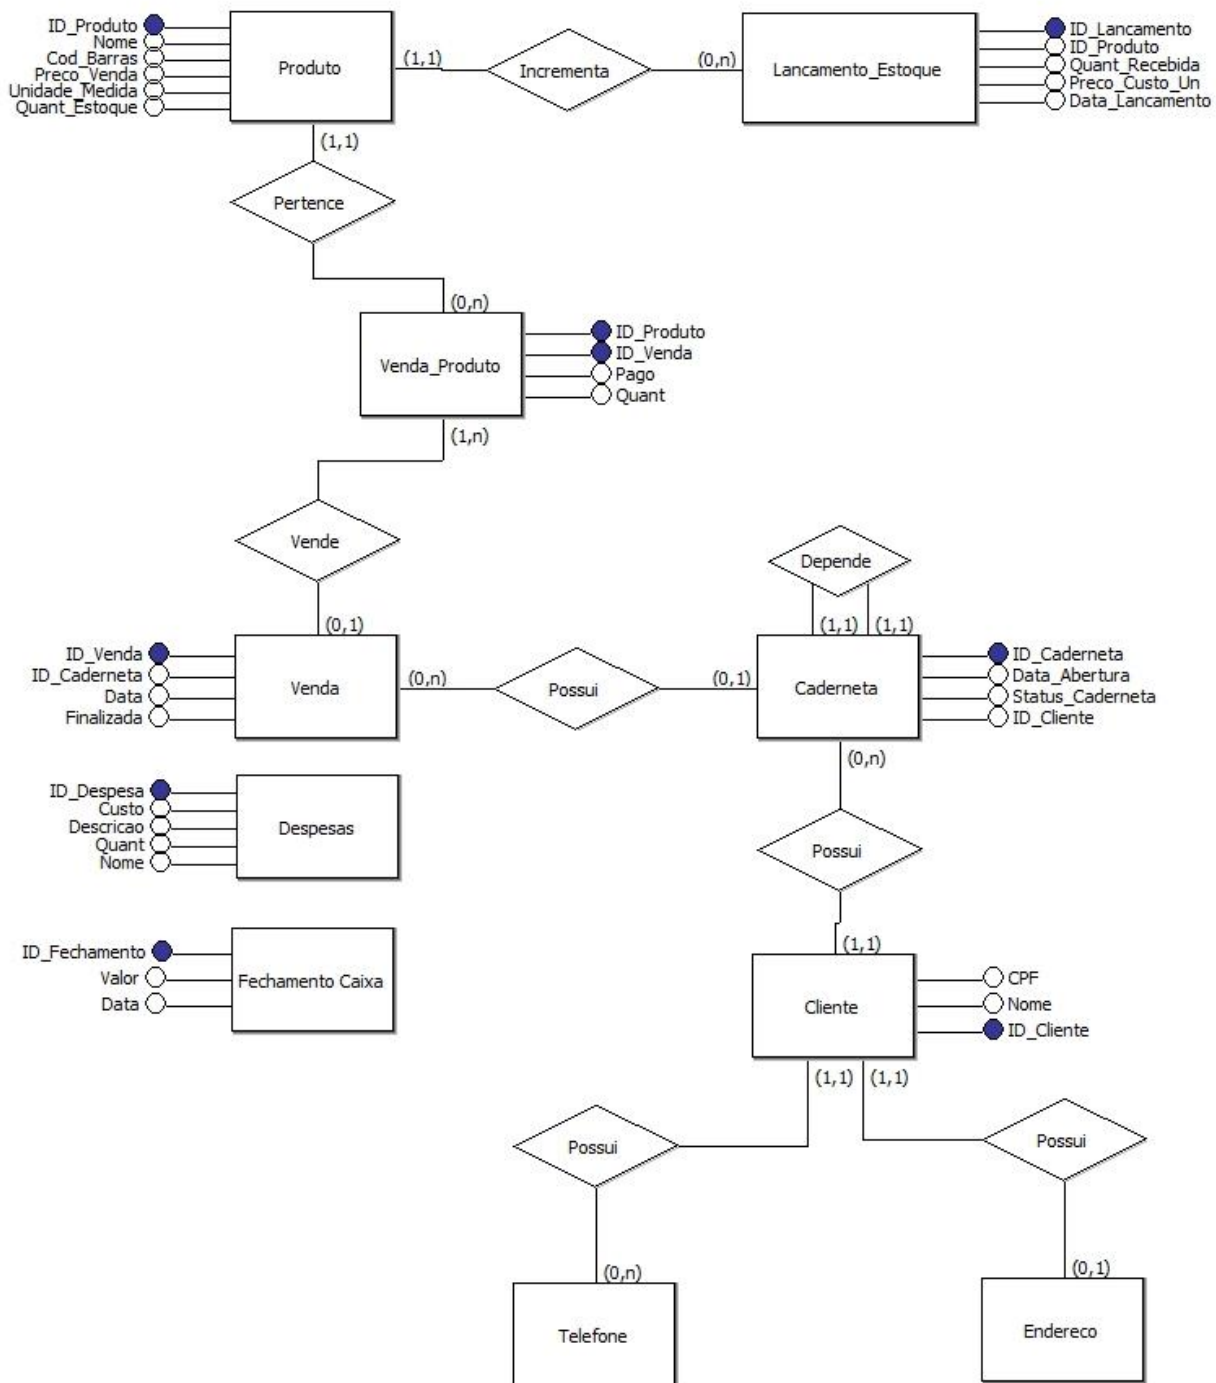 ID_Produto
Nome
Cod_Barras
Preco_Venda
Unidade_Medida
Quant_Estoque
Produto
(1,1)
Incrementa
(0,n)
Lancamento_Estoque
ID_Lancamento
ID_Produto
Quant_Recebida
Preco_Custo_Un
Data_Lancamento
(1,1)
Pertence
(0,n)
Venda_Produto
ID_Produto
ID_Venda
Pago
Quant
(1,n)
Vende
(0,1)
Depende
(1,1)
(1,1)
ID_Venda
ID_Caderneta
Data
Finalizada
Venda
(0,n)
Possui
(0,1)
Caderneta
ID_Caderneta
Data_Abertura
Status_Caderneta
ID_Cliente
(0,n)
ID_Despesa
Custo
Descricao
Quant
Nome
Despesas
Possui
ID_Fechamento
Valor
Data
Fechamento Caixa
(1,1)
Cliente
CPF
Nome
ID_Cliente
(1,1)
(1,1)
Possui
Possui
(0,n)
(0,1)
Telefone
Endereco